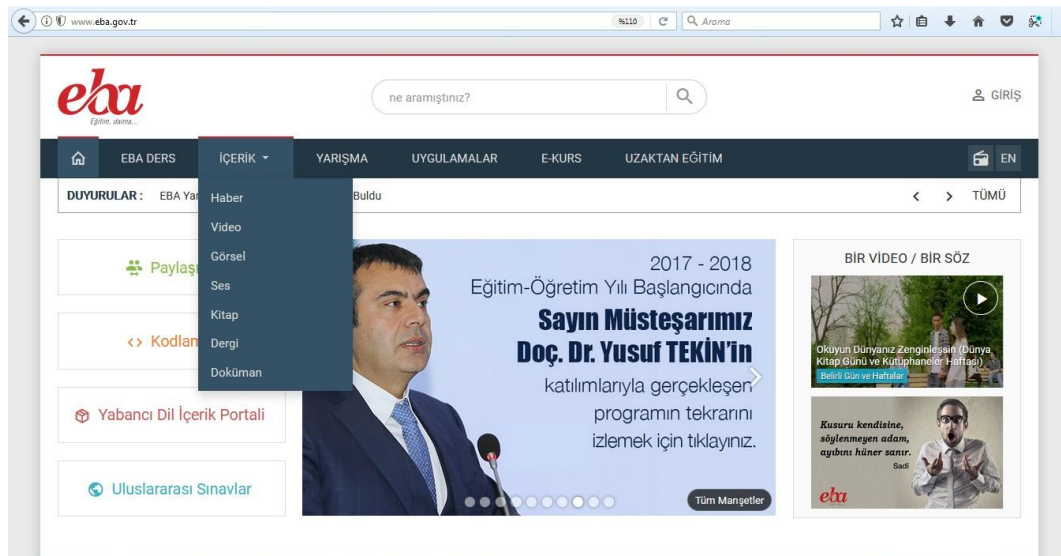 www.eba.gov.tr
%110
Arama
eba
Eğitim, daima...
ne aramıştınız?
GİRİŞ
EBA DERS
İÇERİK
YARIŞMA
UYGULAMALAR
E-KURS
UZAKTAN EĞİTİM
EN
DUYURULAR :
EBA Yar
Buldu
TÜMÜ
Haber
Video
Görsel
Ses
Kitap
Dergi
Doküman
Paylaşı
Kodlam
Yabancı Dil İçerik Portali
Uluslararası Sınavlar
2017 - 2018
Eğitim-Öğretim Yılı Başlangıcında
Sayın Müsteşarımız
Doç. Dr. Yusuf TEKİN'in
katılımlarıyla gerçekleşen
programın tekrarını
izlemek için tıklayınız.
Tüm Manşetler
BİR VİDEO / BİR SÖZ
Okuyun Dünyanız Zenginleşsin (Dünya
Kitap Günü ve Kütüphaneler Haftası)
Belirli Gün ve Haftalar
Kusuru kendisine,
söylenmeyen adam,
ayıbını hüner sanır.
Sadi
eba